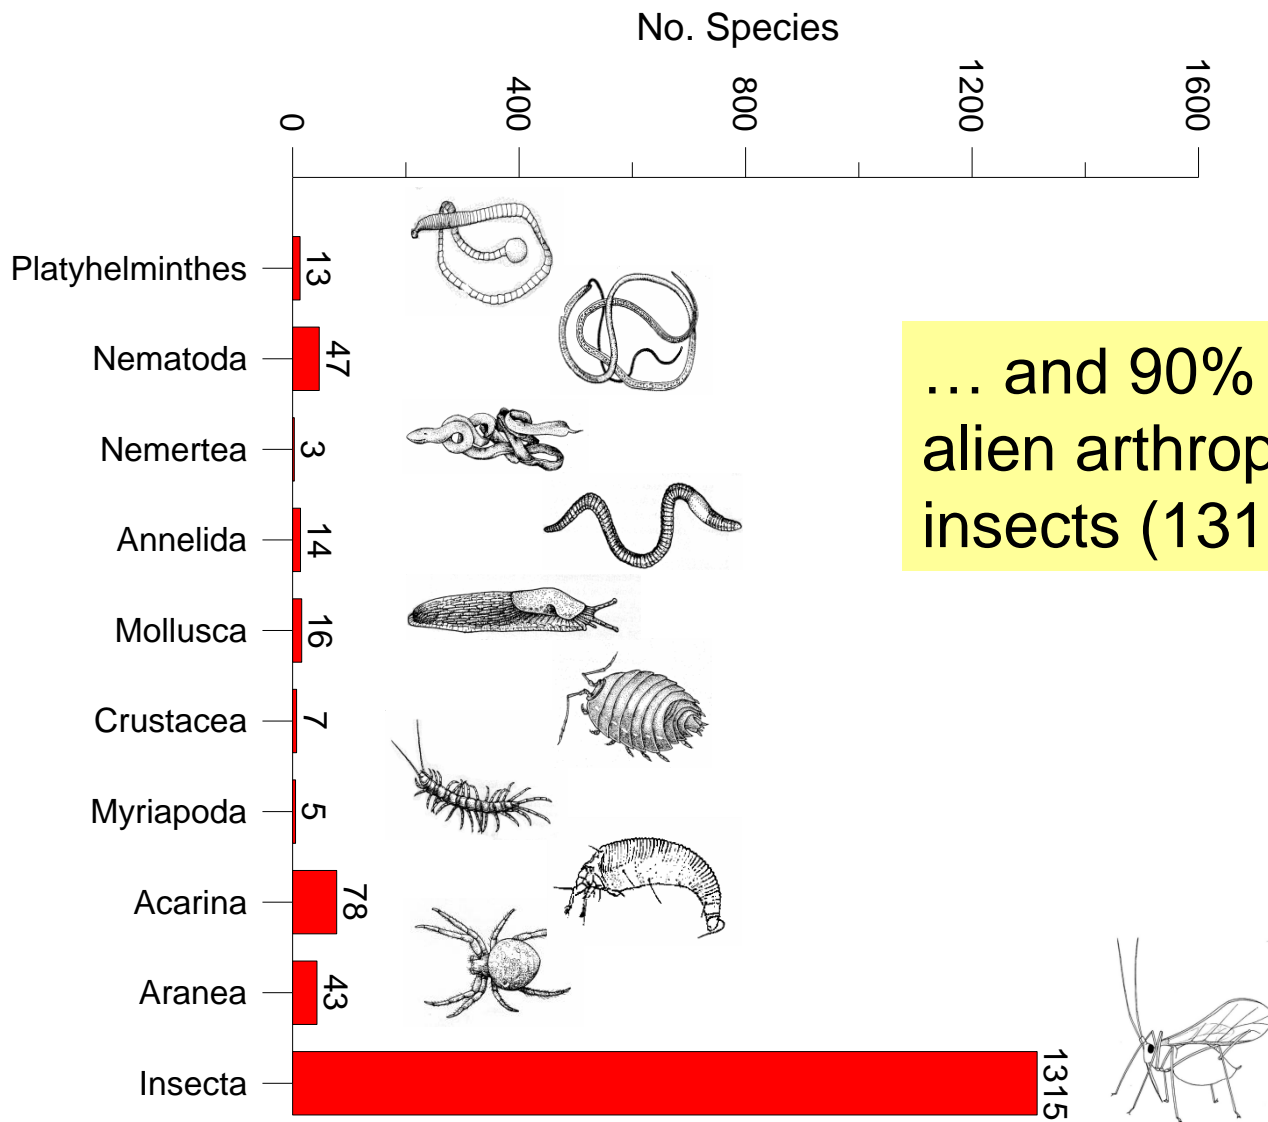 No. Species
0 400 800 1200 1600
Platyhelminthes 13
Nematoda 47
Nemertea 3
Annelida 14
Mollusca 16
Crustacea 7
Myriapoda 5
Acarina 78
Aranea 43
Insecta 1315
… and 90%
alien arthrop
insects (131